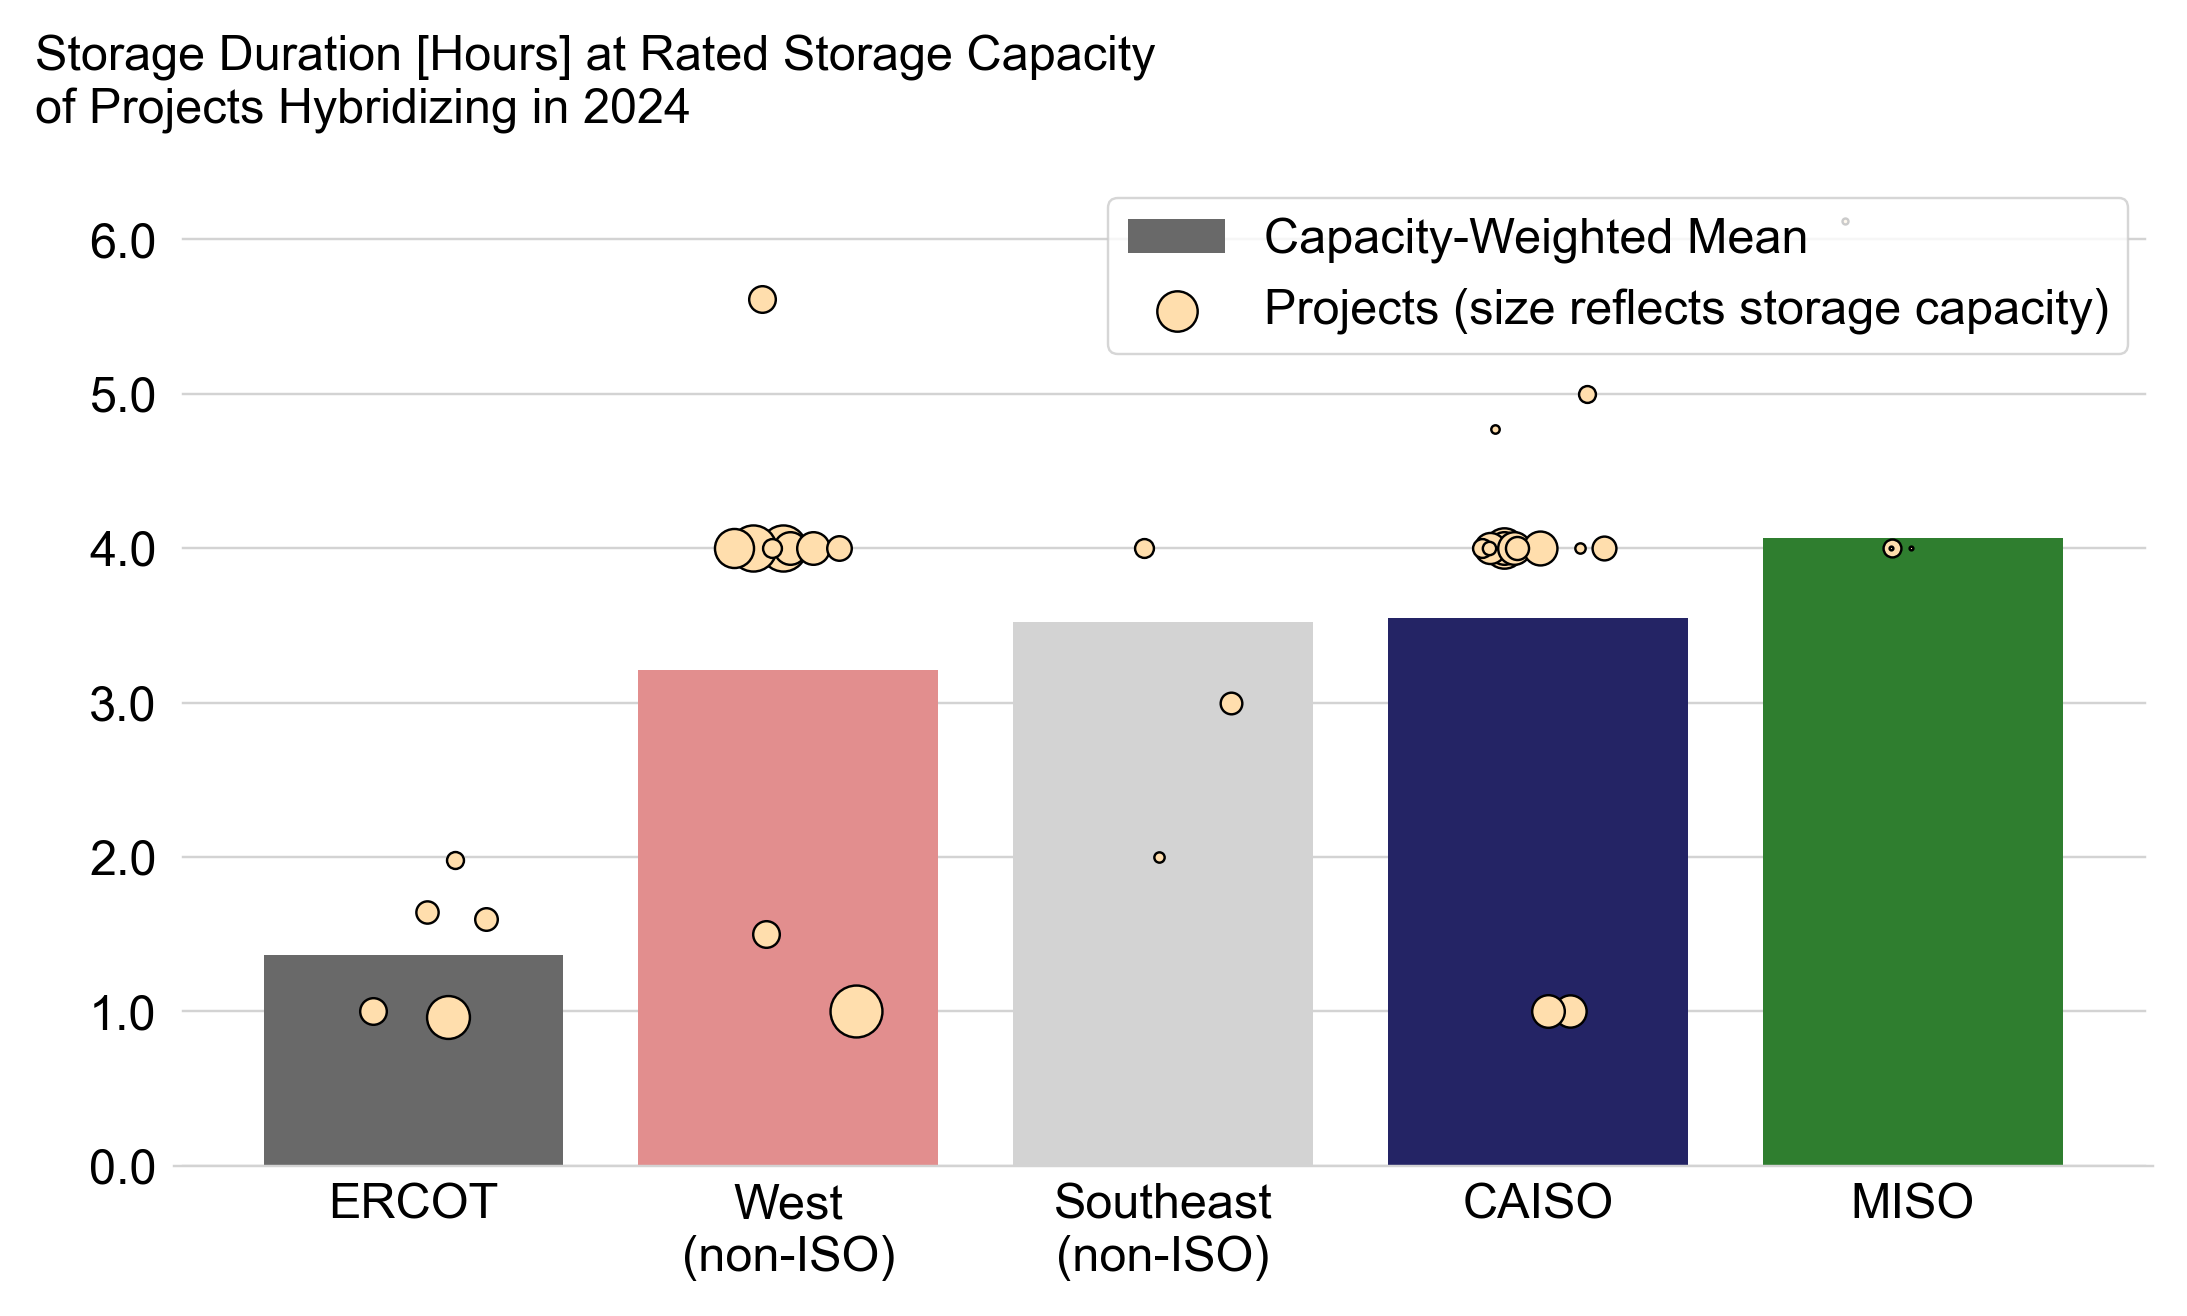 Storage Duration [Hours] at Rated Storage Capacity
of Projects Hybridizing in 2024
Capacity-Weighted Mean
Projects (size reflects storage capacity)
6.0
5.0
4.0
3.0
2.0
1.0
0.0
ERCOT
West
(non-ISO)
Southeast
(non-ISO)
CAISO
MISO